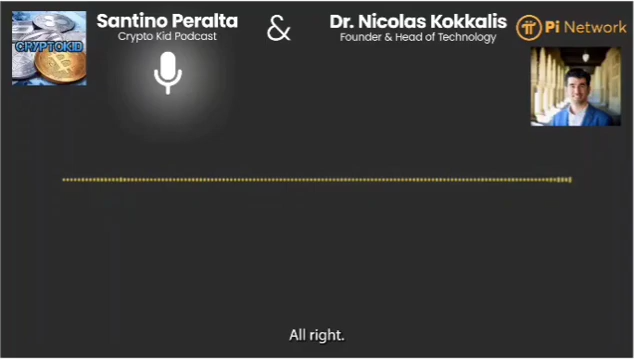 CRYPTOKID
Santino Peralta
Crypto Kid Podcast
&
Dr. Nicolas Kokkalis
Founder & Head of Technology
Pi Network
All right.